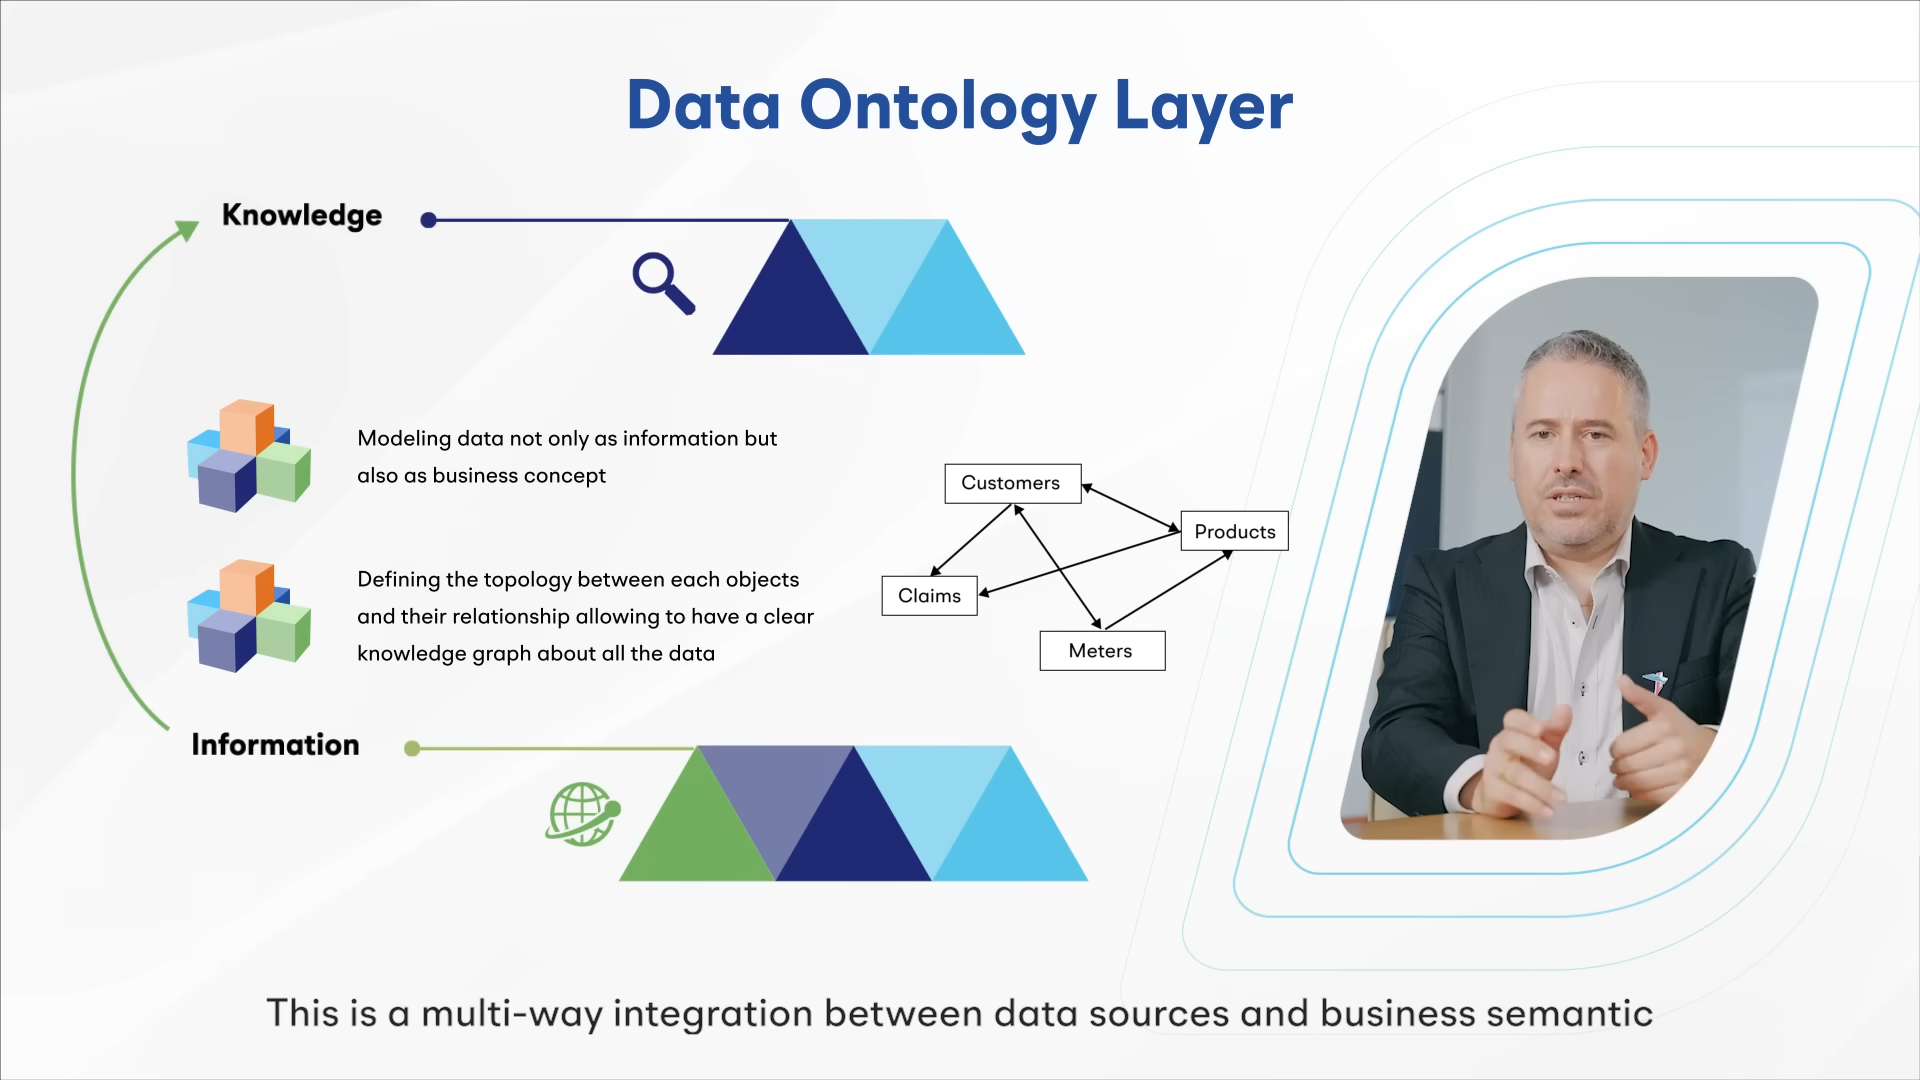 Data Ontology Layer
Knowledge
Modeling data not only as information but
also as business concept
Defining the topology between each objects
and their relationship allowing to have a clear
knowledge graph about all the data
Customers
Products
Claims
Meters
Information
This is a multi-way integration between data sources and business semantic